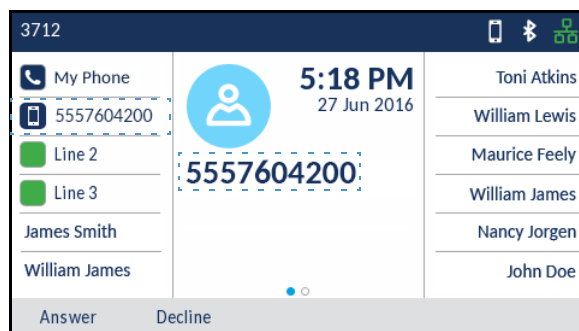 3712
My Phone
5557604200
Line 2
Line 3
James Smith
William James
5:18 PM
27 Jun 2016
5557604200
Toni Atkins
William Lewis
Maurice Feely
William James
Nancy Jorgen
John Doe
Answer Decline